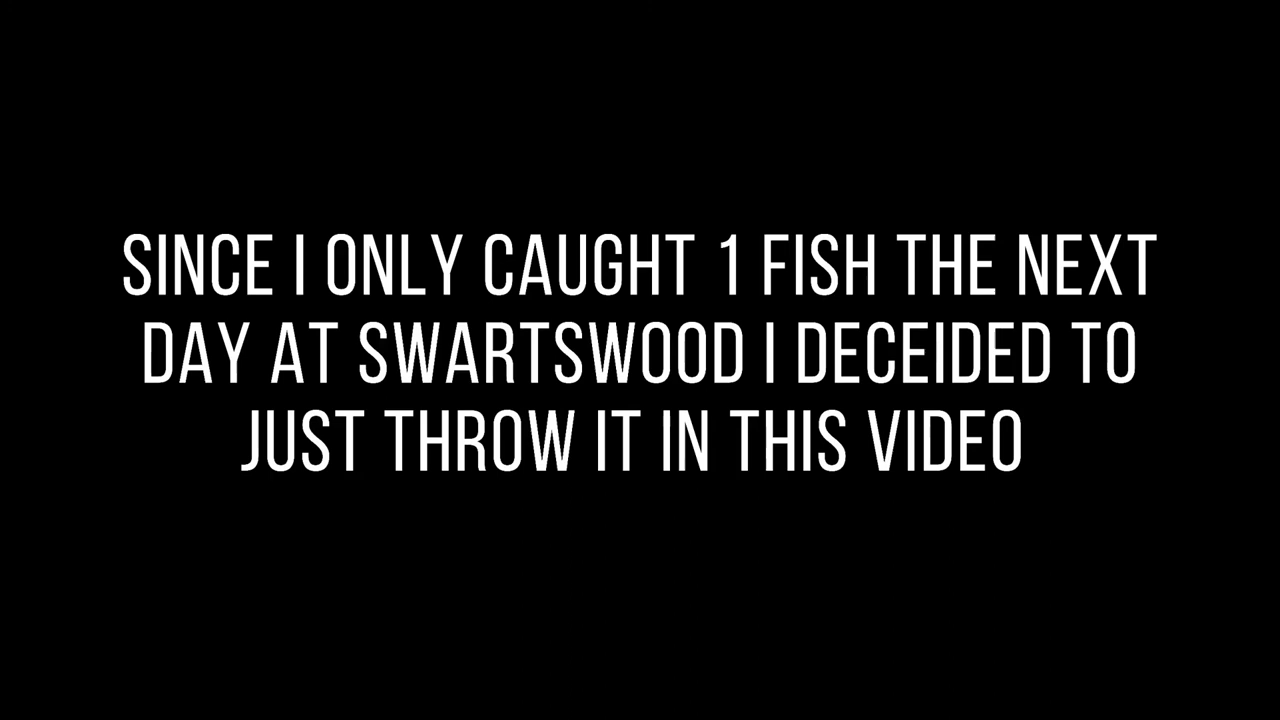 SINCE I ONLY CAUGHT 1 FISH THE NEXT
DAY AT SWARTSWOOD I DECEIDED TO
JUST THROW IT IN THIS VIDEO